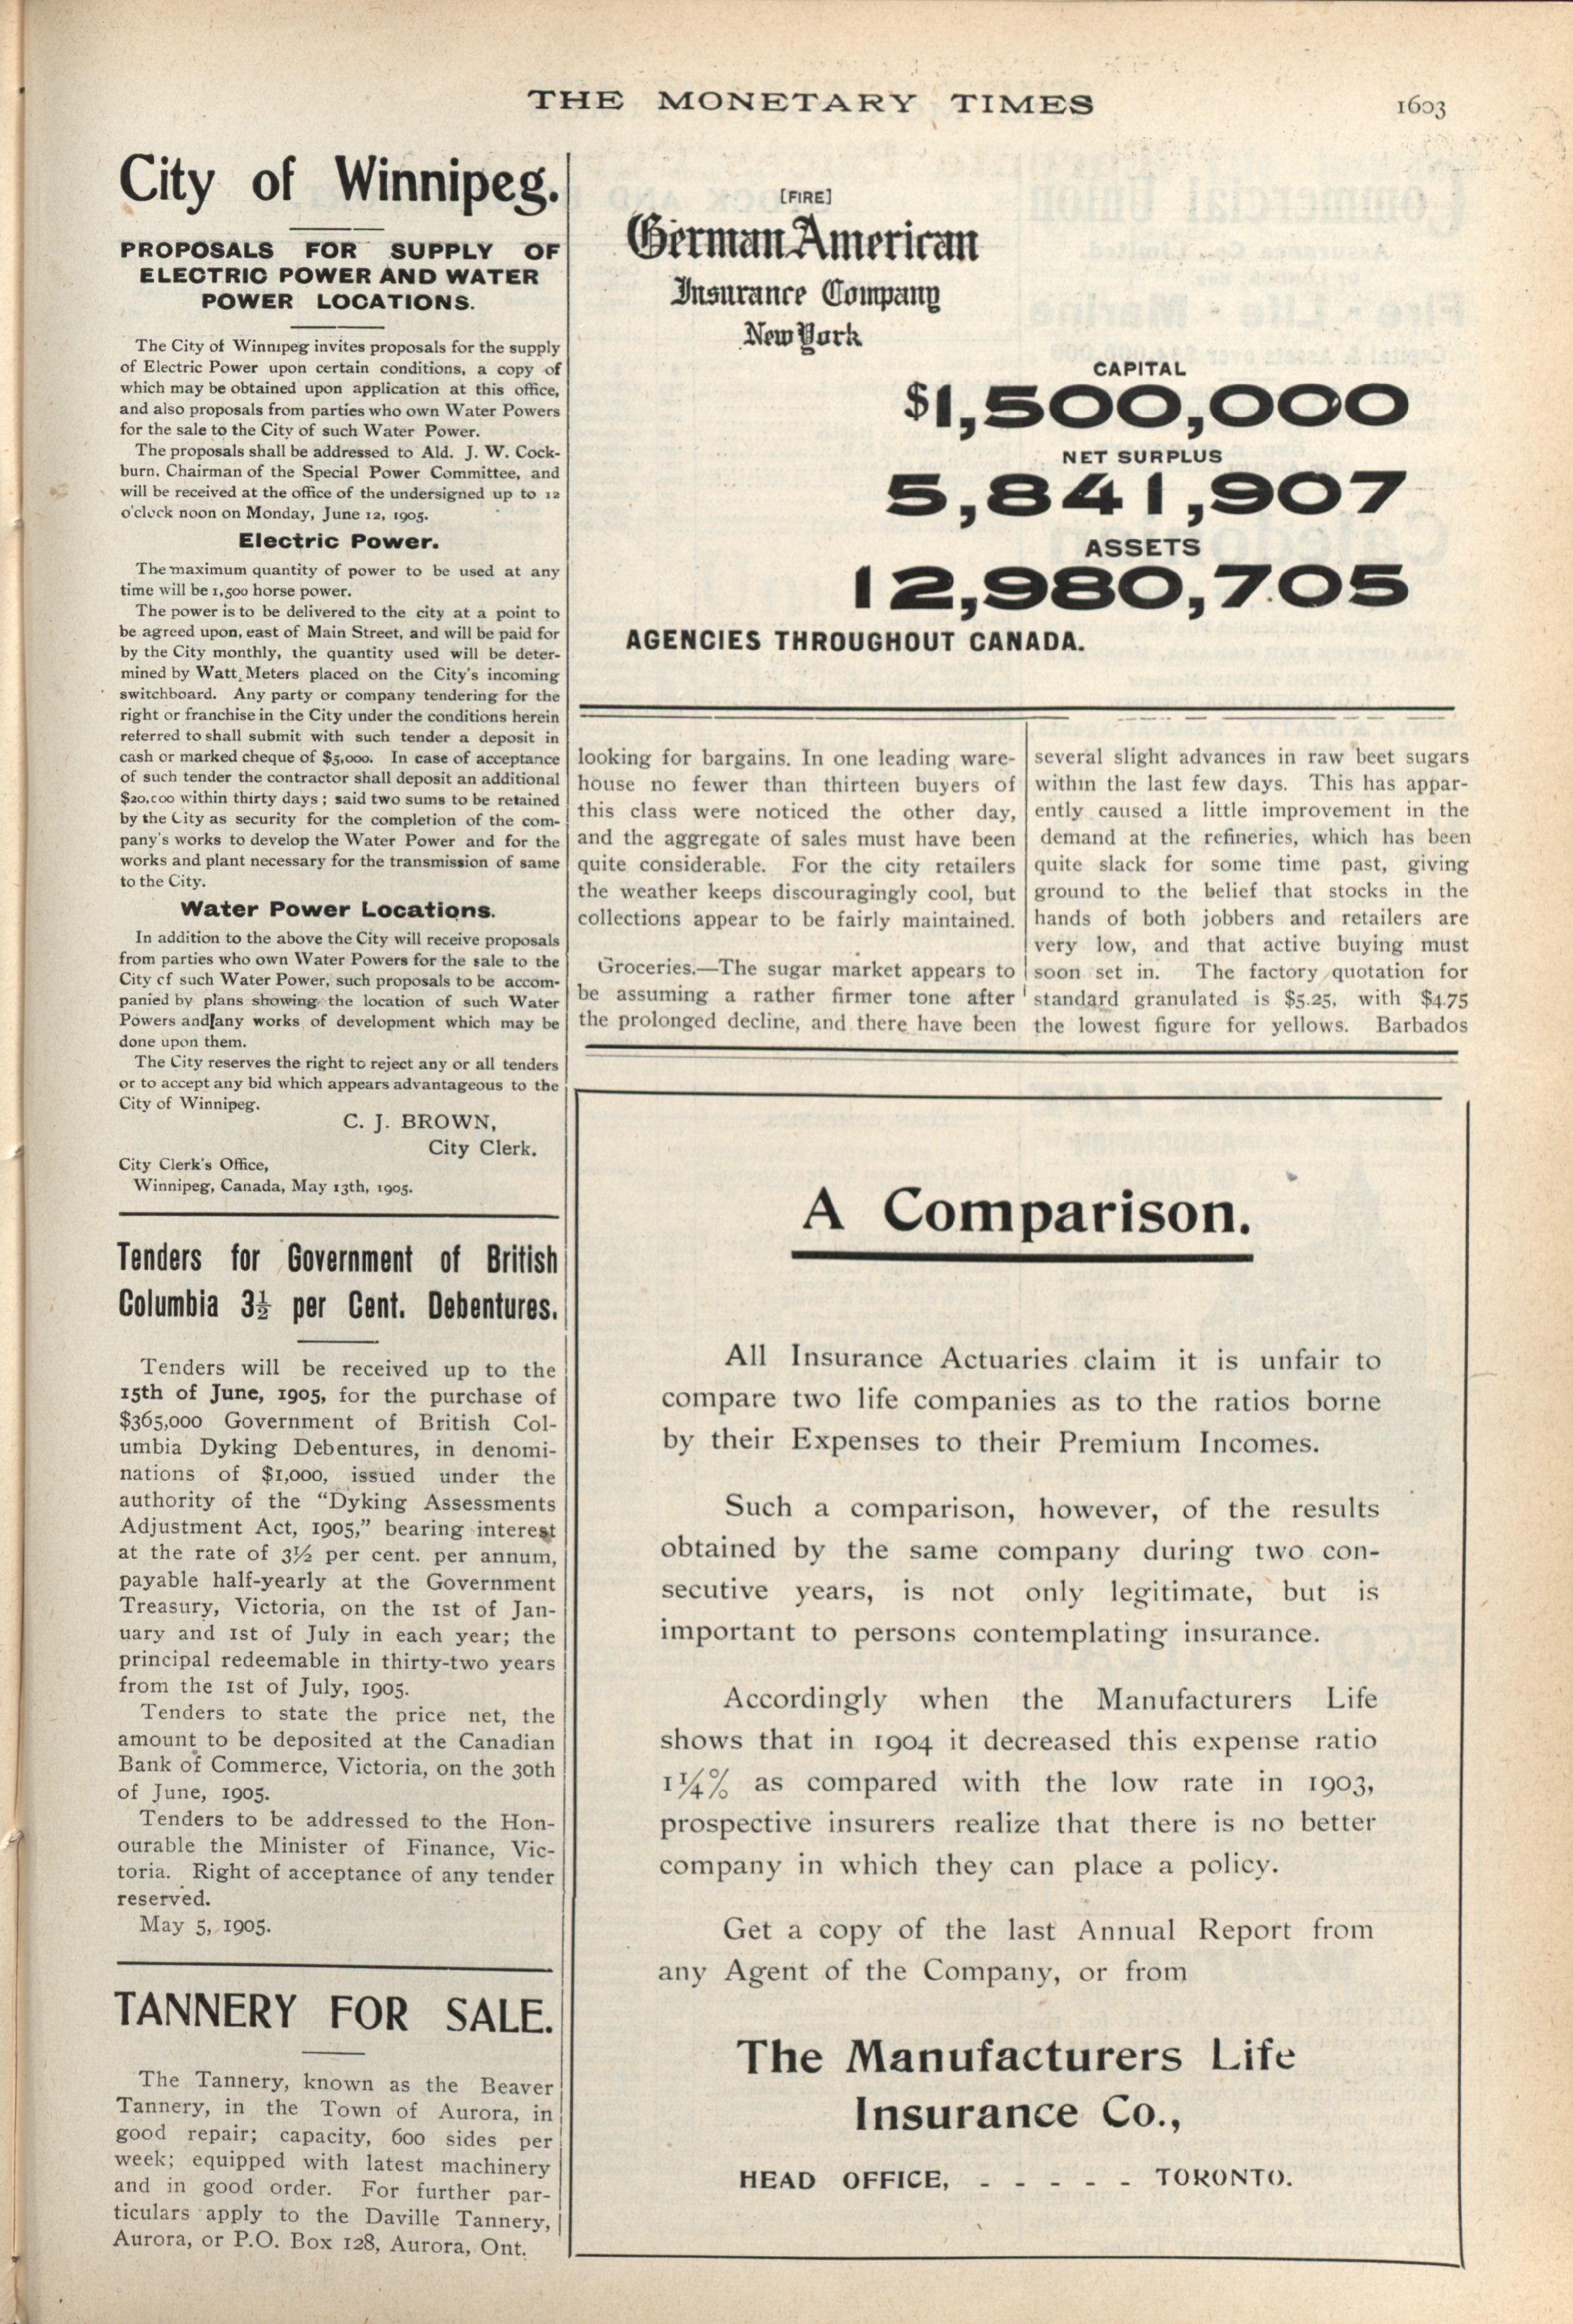 THE MONETARY TIMES
1603
City of Winnipeg.
PROPOSALS FOR SUPPLY OF
ELECTRIC POWER AND WATER
POWER LOCATIONS.
The City of Winnipeg invites proposals for the supply
of Electric Power upon certain conditions, a copy of
which may be obtained upon application at this office,
and also proposals from parties who own Water Powers
for the sale to the City of such Water Power.
The proposals shall be addressed to Ald. J. W. Cock-
burn, Chairman of the Special Power Committee, and
will be received at the office of the undersigned up to 12
o'clock noon on Monday, June 12, 1905.
Electric Power.
The maximum quantity of power to be used at any
time will be 1,500 horse power.
The power is to be delivered to the city at a point to
be agreed upon, east of Main Street, and will be paid for
by the City monthly, the quantity used will be deter-
mined by Watt Meters placed on the City's incoming
switchboard. Any party or company tendering for the
right or franchise in the City under the conditions herein
referred to shall submit with such tender a deposit in
cash or marked cheque of $5,000. In case of acceptance
of such tender the contractor shall deposit an additional
$20,000 within thirty days; said two sums to be retained
by the City as security for the completion of the com-
pany's works to develop the Water Power and for the
works and plant necessary for the transmission of same
to the City.
Water Power Locations.
In addition to the above the City will receive proposals
from parties who own Water Powers for the sale to the
City of such Water Power, such proposals to be accom-
panied by plans showing the location of such Water
Powers and any works of development which may be
done upon them.
The City reserves the right to reject any or all tenders
or to accept any bid which appears advantageous to the
City of Winnipeg.
C. J. BROWN,
City Clerk.
City Clerk's Office,
Winnipeg, Canada, May 13th, 1905.
Tenders for Government of British
Columbia 3½ per Cent. Debentures.
Tenders will be received up to the
15th of June, 1905, for the purchase of
$365,000 Government of British Col-
umbia Dyking Debentures, in denomi-
nations of $1,000, issued under the
authority of the "Dyking Assessments
Adjustment Act, 1905," bearing interest
at the rate of 3½ per cent. per annum,
payable half-yearly at the Government
Treasury, Victoria, on the 1st of Jan-
uary and 1st of July in each year; the
principal redeemable in thirty-two years
from the 1st of July, 1905.
Tenders to state the price net, the
amount to be deposited at the Canadian
Bank of Commerce, Victoria, on the 30th
of June, 1905.
Tenders to be addressed to the Hon-
ourable the Minister of Finance, Vic-
toria. Right of acceptance of any tender
reserved.
May 5, 1905.
TANNERY FOR SALE.
The Tannery, known as the Beaver
Tannery, in the Town of Aurora, in
good repair; capacity, 600 sides per
week; equipped with latest machinery
and in good order. For further par-
ticulars apply to the Daville Tannery,
Aurora, or P.O. Box 128, Aurora, Ont.
[FIRE]
German American
Insurance Company
New York
CAPITAL
$1,500,000
NET SURPLUS
5,841,907
ASSETS
12,980,705
AGENCIES THROUGHOUT CANADA.
looking for bargains. In one leading ware-
house no fewer than thirteen buyers of
this class were noticed the other day,
and the aggregate of sales must have been
quite considerable. For the city retailers
the weather keeps discouragingly cool, but
collections appear to be fairly maintained.
Groceries.—The sugar market appears to
be assuming a rather firmer tone after
the prolonged decline, and there have been
several slight advances in raw beet sugars
within the last few days. This has appar-
ently caused a little improvement in the
demand at the refineries, which has been
quite slack for some time past, giving
ground to the belief that stocks in the
hands of both jobbers and retailers are
very low, and that active buying must
soon set in. The factory quotation for
standard granulated is $5.25, with $4.75
the lowest figure for yellows. Barbados
A Comparison.
All Insurance Actuaries claim it is unfair to
compare two life companies as to the ratios borne
by their Expenses to their Premium Incomes.
Such a comparison, however, of the results
obtained by the same company during two con-
secutive years, is not only legitimate, but is
important to persons contemplating insurance.
Accordingly when the Manufacturers Life
shows that in 1904 it decreased this expense ratio
1¼% as compared with the low rate in 1903,
prospective insurers realize that there is no better
company in which they can place a policy.
Get a copy of the last Annual Report from
any Agent of the Company, or from
The Manufacturers Life
Insurance Co.,
HEAD OFFICE, - - - - - TORONTO.